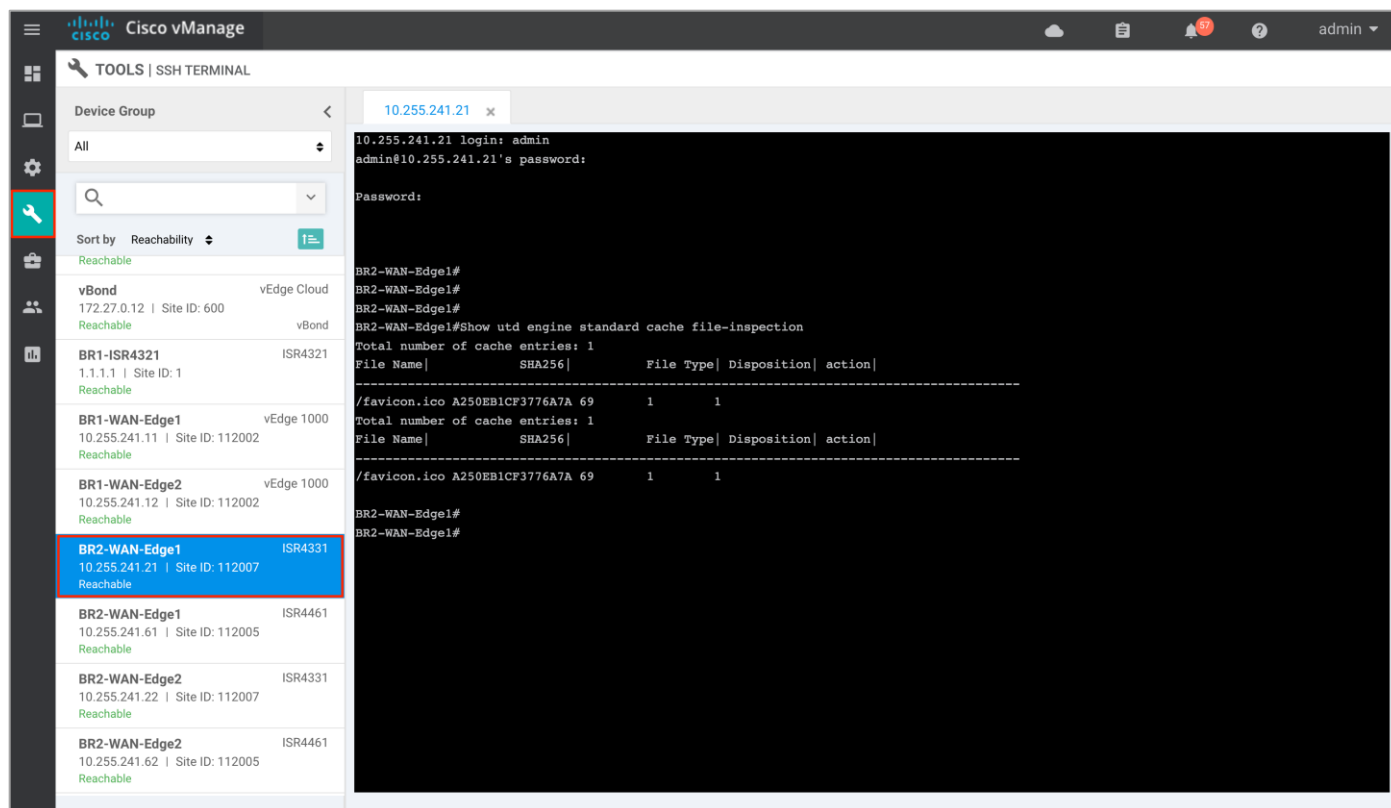 cisco Cisco vManage 57 admin
TOOLS | SSH TERMINAL
Device Group
All
Sort by Reachability
Reachable
vBond vEdge Cloud
172.27.0.12 | Site ID: 600
Reachable vBond
BR1-ISR4321 ISR4321
1.1.1.1 | Site ID: 1
Reachable
BR1-WAN-Edge1 vEdge 1000
10.255.241.11 | Site ID: 112002
Reachable
BR1-WAN-Edge2 vEdge 1000
10.255.241.12 | Site ID: 112002
Reachable
BR2-WAN-Edge1 ISR4331
10.255.241.21 | Site ID: 112007
Reachable
BR2-WAN-Edge1 ISR4461
10.255.241.61 | Site ID: 112005
Reachable
BR2-WAN-Edge2 ISR4331
10.255.241.22 | Site ID: 112007
Reachable
BR2-WAN-Edge2 ISR4461
10.255.241.62 | Site ID: 112005
Reachable
10.255.241.21 x
10.255.241.21 login: admin
admin@10.255.241.21's password:
Password:
BR2-WAN-Edge1#
BR2-WAN-Edge1#
BR2-WAN-Edge1#
BR2-WAN-Edge1#Show utd engine standard cache file-inspection
Total number of cache entries: 1
File Name| SHA256| File Type| Disposition| action|
--------------------------------------------------------------------------------
/favicon.ico A250EB1CF3776A7A 69 1 1
Total number of cache entries: 1
File Name| SHA256| File Type| Disposition| action|
--------------------------------------------------------------------------------
/favicon.ico A250EB1CF3776A7A 69 1 1
BR2-WAN-Edge1#
BR2-WAN-Edge1#